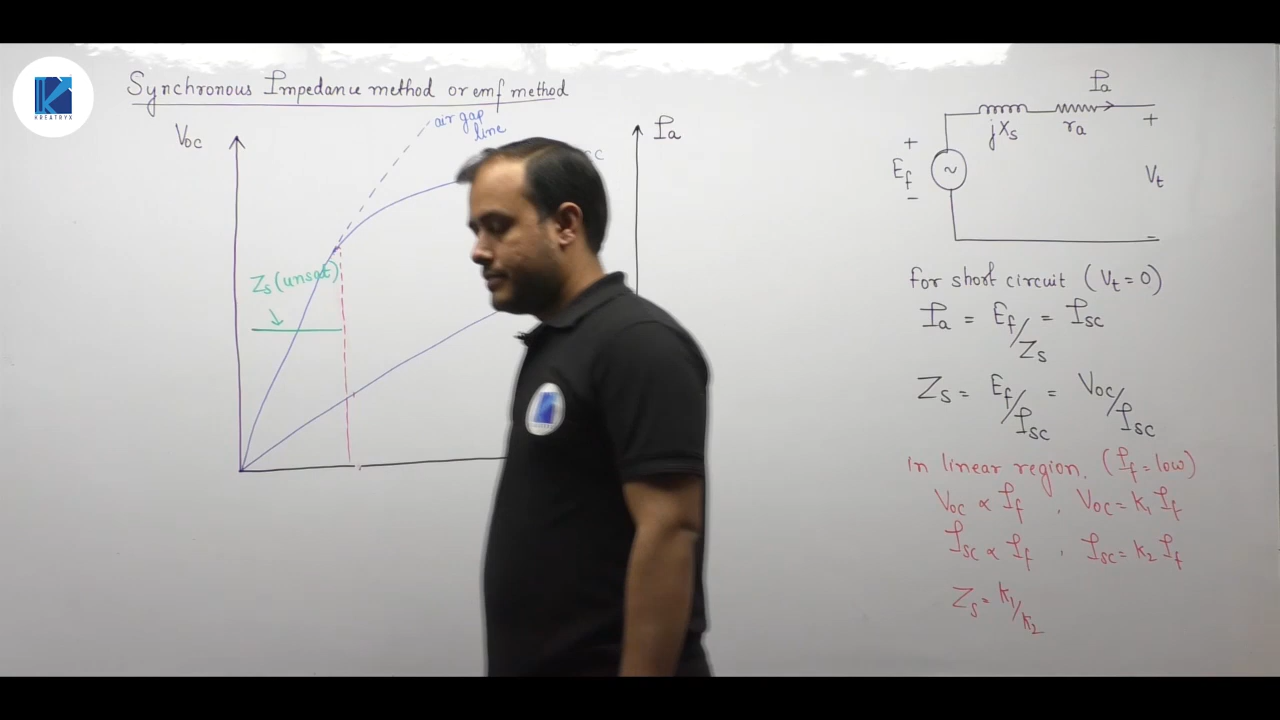 KREATRYX
Synchronous Impedance method or emf method
air gap
line
Voc
Ia
Zs (unsat)
Ia
jXs
ra
+
+
Ef
~
Vt
-
-
for short circuit (Vt = 0)
Ia = Ef/Zs = Isc
Zs = Ef/Isc = Voc/Isc
in linear region. (If = low)
Voc ∝ If , Voc = K1 If
Isc ∝ If , Isc = K2 If
Zs = K1/K2